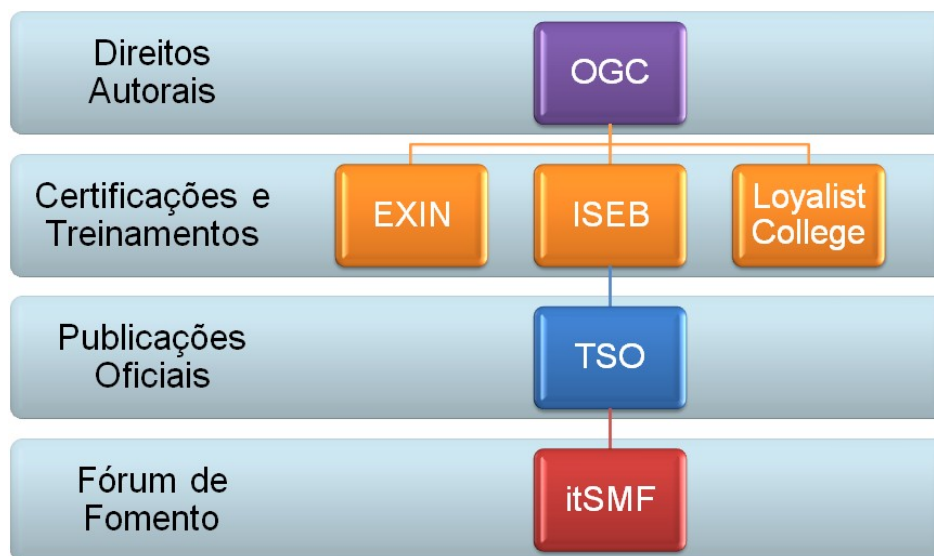 Direitos
Autorais
OGC
Certificações e
Treinamentos
EXIN
ISEB
Loyalist
College
Publicações
Oficiais
TSO
Fórum de
Fomento
itSMF